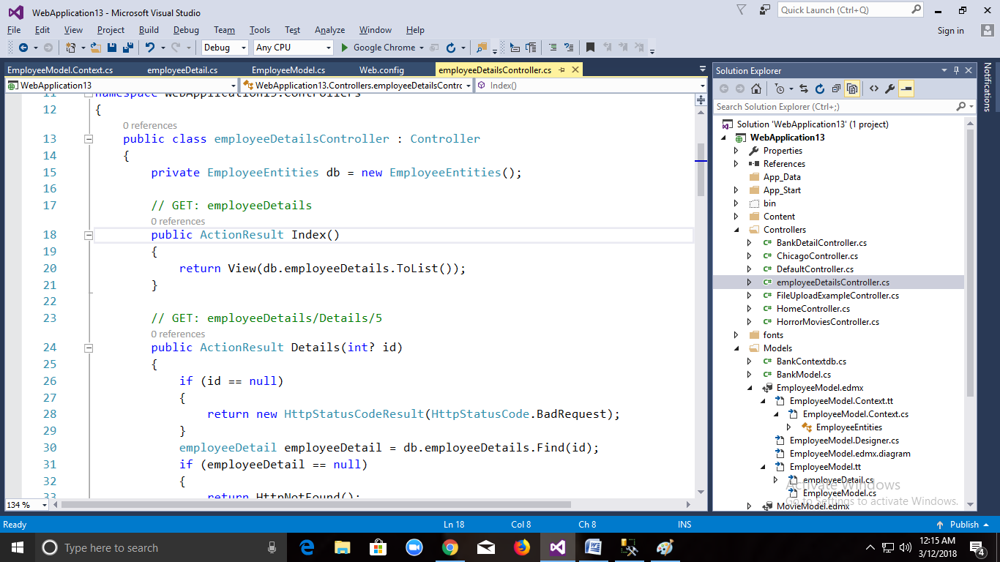 WebApplication13 - Microsoft Visual Studio
Quick Launch (Ctrl+Q)
File Edit View Project Build Debug Team Tools Test Analyze Window Help
Sign in
Debug Any CPU Google Chrome
EmployeeModel.Context.cs employeeDetail.cs EmployeeModel.cs Web.config employeeDetailsController.cs
WebApplication13 WebApplication13.Controllers.employeeDetailsContrc Index()
11 namespace WebApplication13.Controllers
12 {
0 references
13 public class employeeDetailsController : Controller
14 {
15 private EmployeeEntities db = new EmployeeEntities();
16
17 // GET: employeeDetails
0 references
18 public ActionResult Index()
19 {
20 return View(db.employeeDetails.ToList());
21 }
22
23 // GET: employeeDetails/Details/5
0 references
24 public ActionResult Details(int? id)
25 {
26 if (id == null)
27 {
28 return new HttpStatusCodeResult(HttpStatusCode.BadRequest);
29 }
30 employeeDetail employeeDetail = db.employeeDetails.Find(id);
31 if (employeeDetail == null)
32 {
33 return HttpNotFound();
134 %
Solution Explorer
Search Solution Explorer (Ctrl+;)
Solution 'WebApplication13' (1 project)
WebApplication13
Properties
References
App_Data
App_Start
bin
Content
Controllers
C# BankDetailController.cs
C# ChicagoController.cs
C# DefaultController.cs
C# employeeDetailsController.cs
C# FileUploadExampleController.cs
C# HomeController.cs
C# HorrorMoviesController.cs
fonts
Models
C# BankContextdb.cs
C# BankModel.cs
EmployeeModel.edmx
EmployeeModel.Context.tt
EmployeeModel.Context.cs
EmployeeEntities
EmployeeModel.Designer.cs
EmployeeModel.edmx.diagram
EmployeeModel.tt
employeeDetail.cs
EmployeeModel.cs
MovieModel.edmx
Activate Windows
Go to Settings to activate Windows.
Notifications
Ready Ln 18 Col 8 Ch 8 INS Publish
Type here to search
12:15 AM
3/12/2018
4